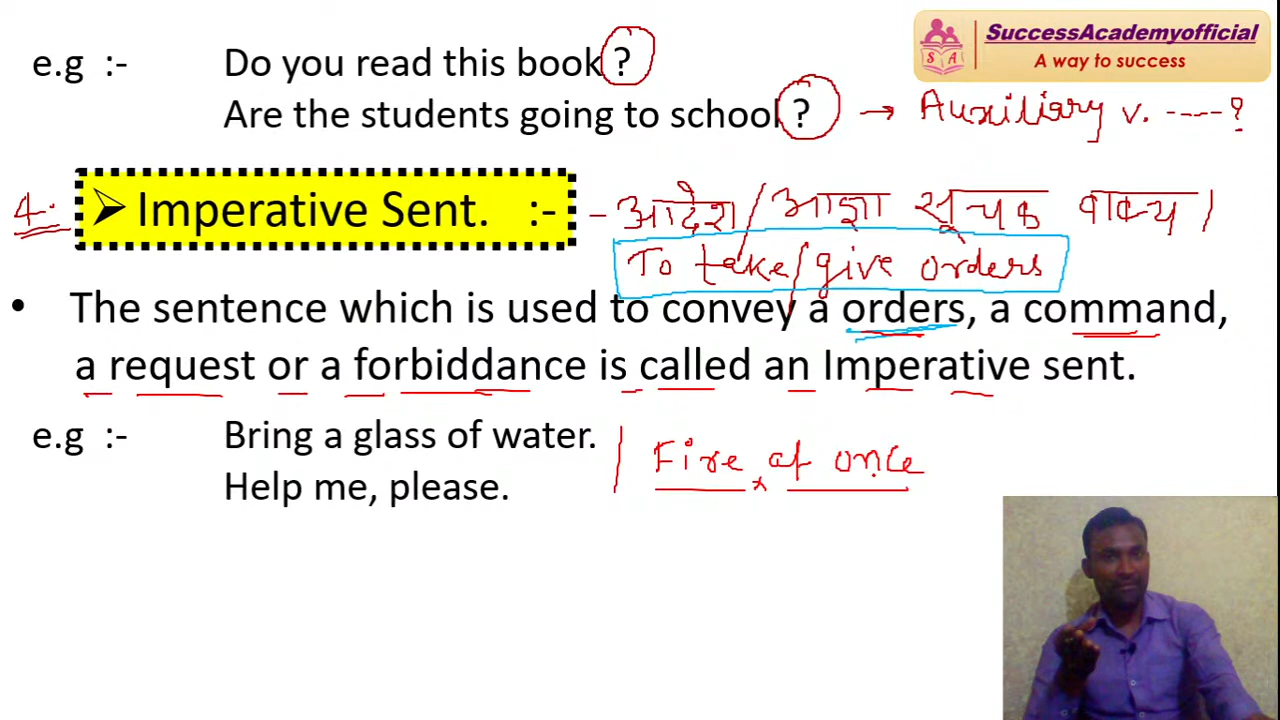 SuccessAcademyofficial
S A
A way to success
e.g :- Do you read this book ?
Are the students going to school ? → Auxiliary v. ----?
4. ➢ Imperative Sent. :- – आदेश/आज्ञा सूचक वाक्य।
To take/give orders
• The sentence which is used to convey a orders, a command,
a request or a forbiddance is called an Imperative sent.
e.g :- Bring a glass of water. | Fire at once
Help me, please.